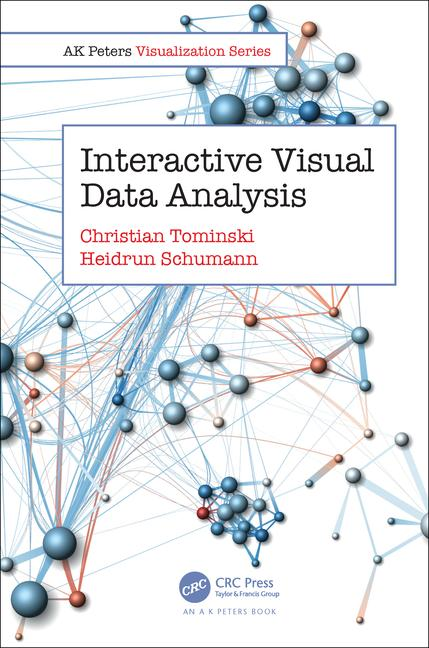 AK Peters Visualization Series
Interactive Visual
Data Analysis
Christian Tominski
Heidrun Schumann
CRC
CRC Press
Taylor & Francis Group
AN A K PETERS BOOK